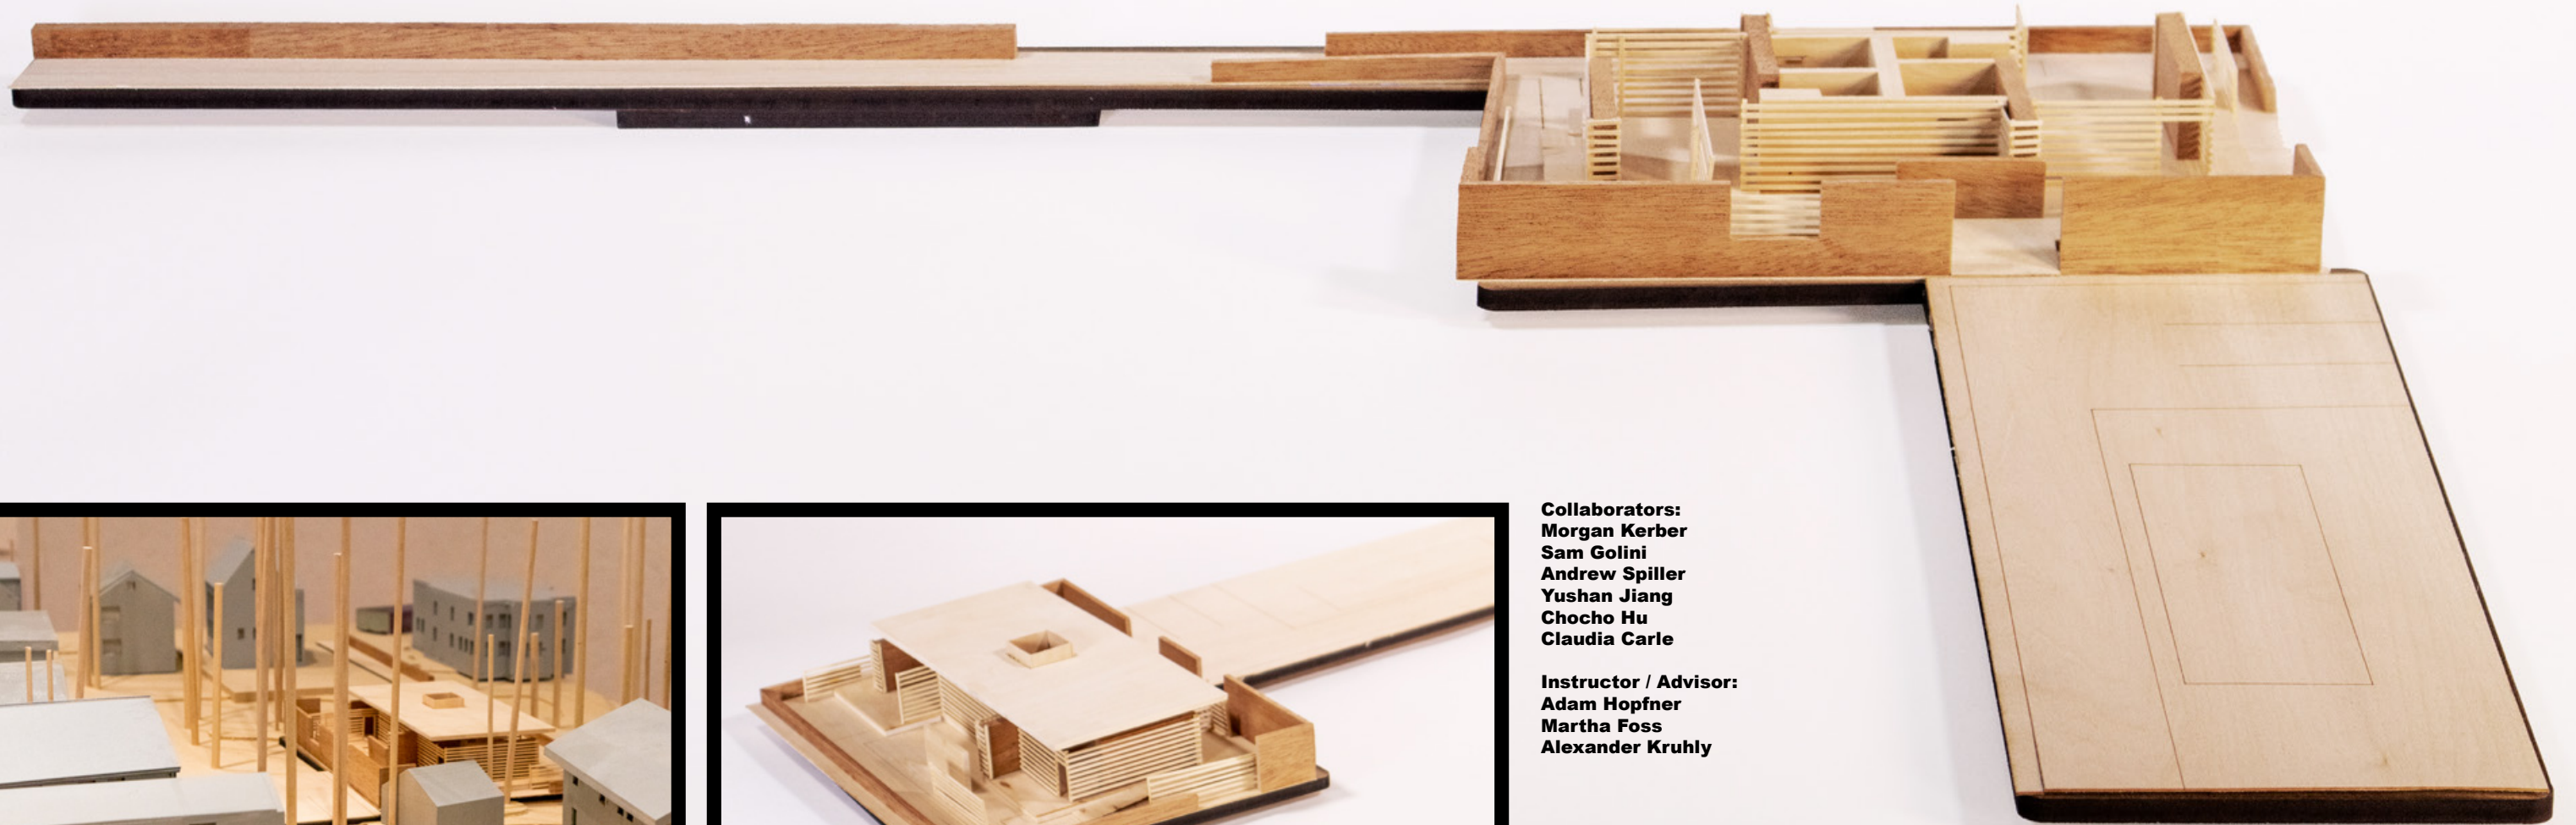 Collaborators:
Morgan Kerber
Sam Golini
Andrew Spiller
Yushan Jiang
Chocho Hu
Claudia Carle
Instructor / Advisor:
Adam Hopfner
Martha Foss
Alexander Kruhly